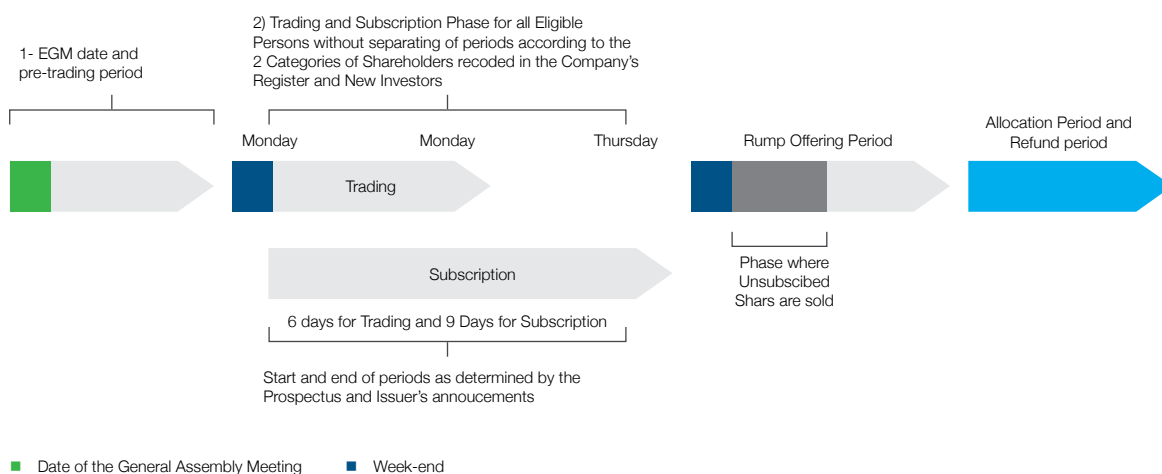 1- EGM date and
pre-trading period
2) Trading and Subscription Phase for all Eligible
Persons without separating of periods according to the
2 Categories of Shareholders recoded in the Company's
Register and New Investors
Monday
Monday
Thursday
Rump Offering Period
Allocation Period and
Refund period
Trading
Subscription
Phase where
Unsubscibed
Shars are sold
6 days for Trading and 9 Days for Subscription
Start and end of periods as determined by the
Prospectus and Issuer's annoucements
Date of the General Assembly Meeting
Week-end